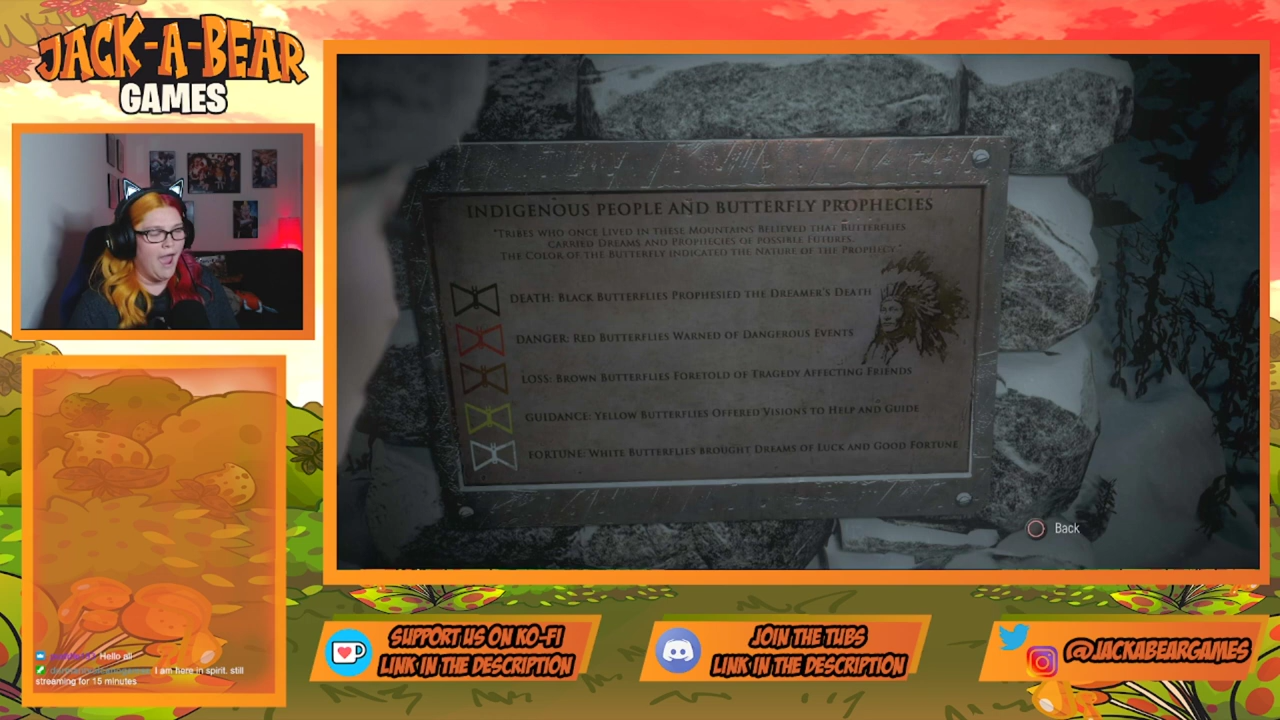 JACK-A-BEAR
GAMES
INDIGENOUS PEOPLE AND BUTTERFLY PROPHECIES
"TRIBES WHO ONCE LIVED IN THESE MOUNTAINS BELIEVED THAT BUTTERFLIES
CARRIED DREAMS AND PROPHECIES OF POSSIBLE FUTURES.
THE COLOR OF THE BUTTERFLY INDICATED THE NATURE OF THE PROPHECY."
DEATH: BLACK BUTTERFLIES PROPHESIED THE DREAMER'S DEATH
DANGER: RED BUTTERFLIES WARNED OF DANGEROUS EVENTS
LOSS: BROWN BUTTERFLIES FORETOLD OF TRAGEDY AFFECTING FRIENDS
GUIDANCE: YELLOW BUTTERFLIES OFFERED VISIONS TO HELP AND GUIDE
FORTUNE: WHITE BUTTERFLIES BROUGHT DREAMS OF LUCK AND GOOD FORTUNE
Back
Hello all
I am here in spirit. still
streaming for 15 minutes
SUPPORT US ON KO-FI
LINK IN THE DESCRIPTION
JOIN THE TUBS
LINK IN THE DESCRIPTION
@JACKABEARGAMES